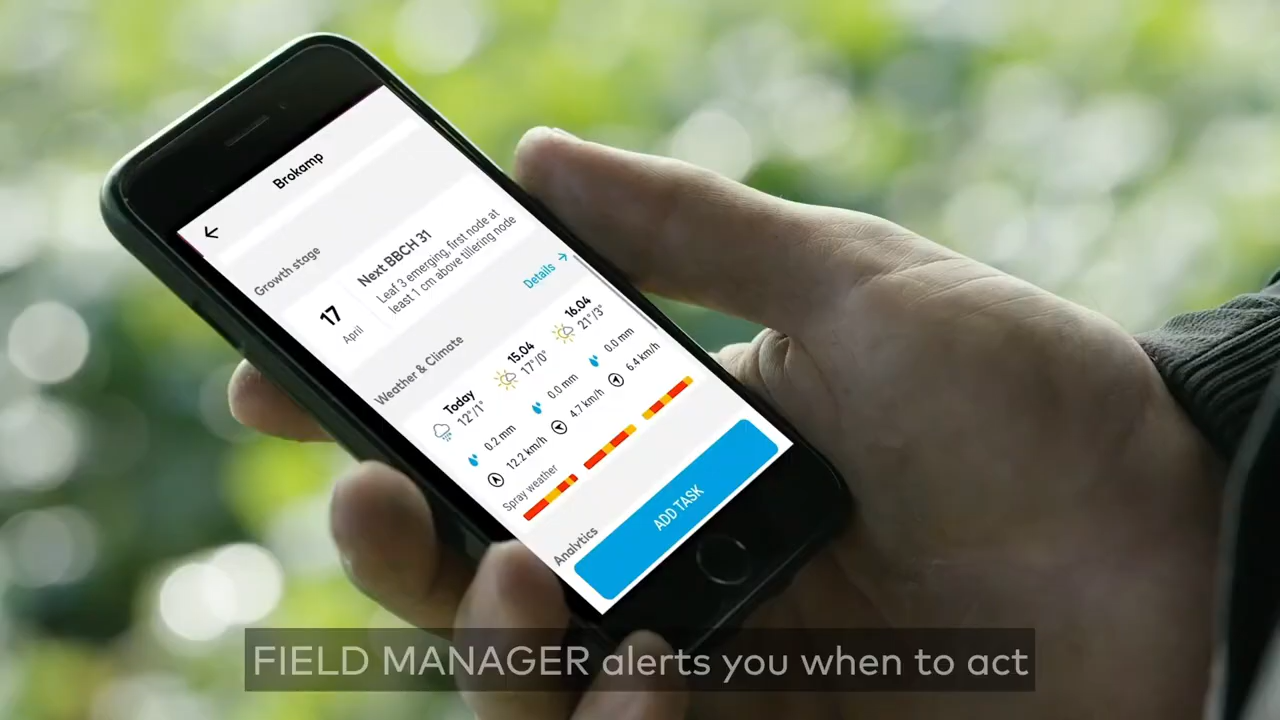 Brokamp
Growth stage
17
April
Next BBCH 31
Leaf 3 emerging, first node at
least 1 cm above tillering node
Details
Weather & Climate
Today
12°/1°
0.2 mm
12.2 km/h
15.04
17°/0°
0.0 mm
4.7 km/h
16.04
21°/3°
0.0 mm
6.4 km/h
Spray weather
Analytics
ADD TASK
FIELD MANAGER alerts you when to act